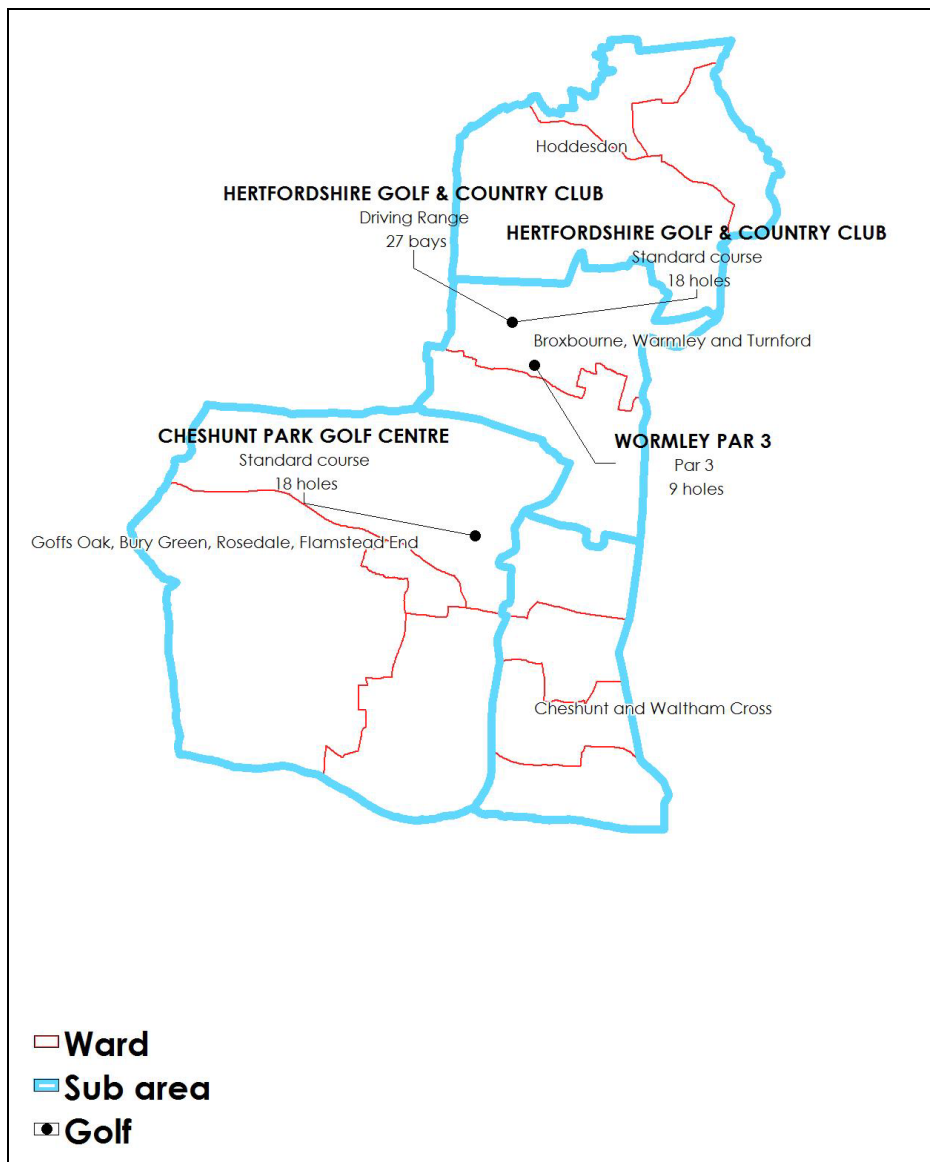 Hoddesdon
HERTFORDSHIRE GOLF & COUNTRY CLUB
Driving Range
27 bays
HERTFORDSHIRE GOLF & COUNTRY CLUB
Standard course
18 holes
Broxbourne, Warmley and Turnford
CHESHUNT PARK GOLF CENTRE
Standard course
18 holes
WORMLEY PAR 3
Par 3
9 holes
Goffs Oak, Bury Green, Rosedale, Flamstead End
Cheshunt and Waltham Cross
Ward
Sub area
Golf